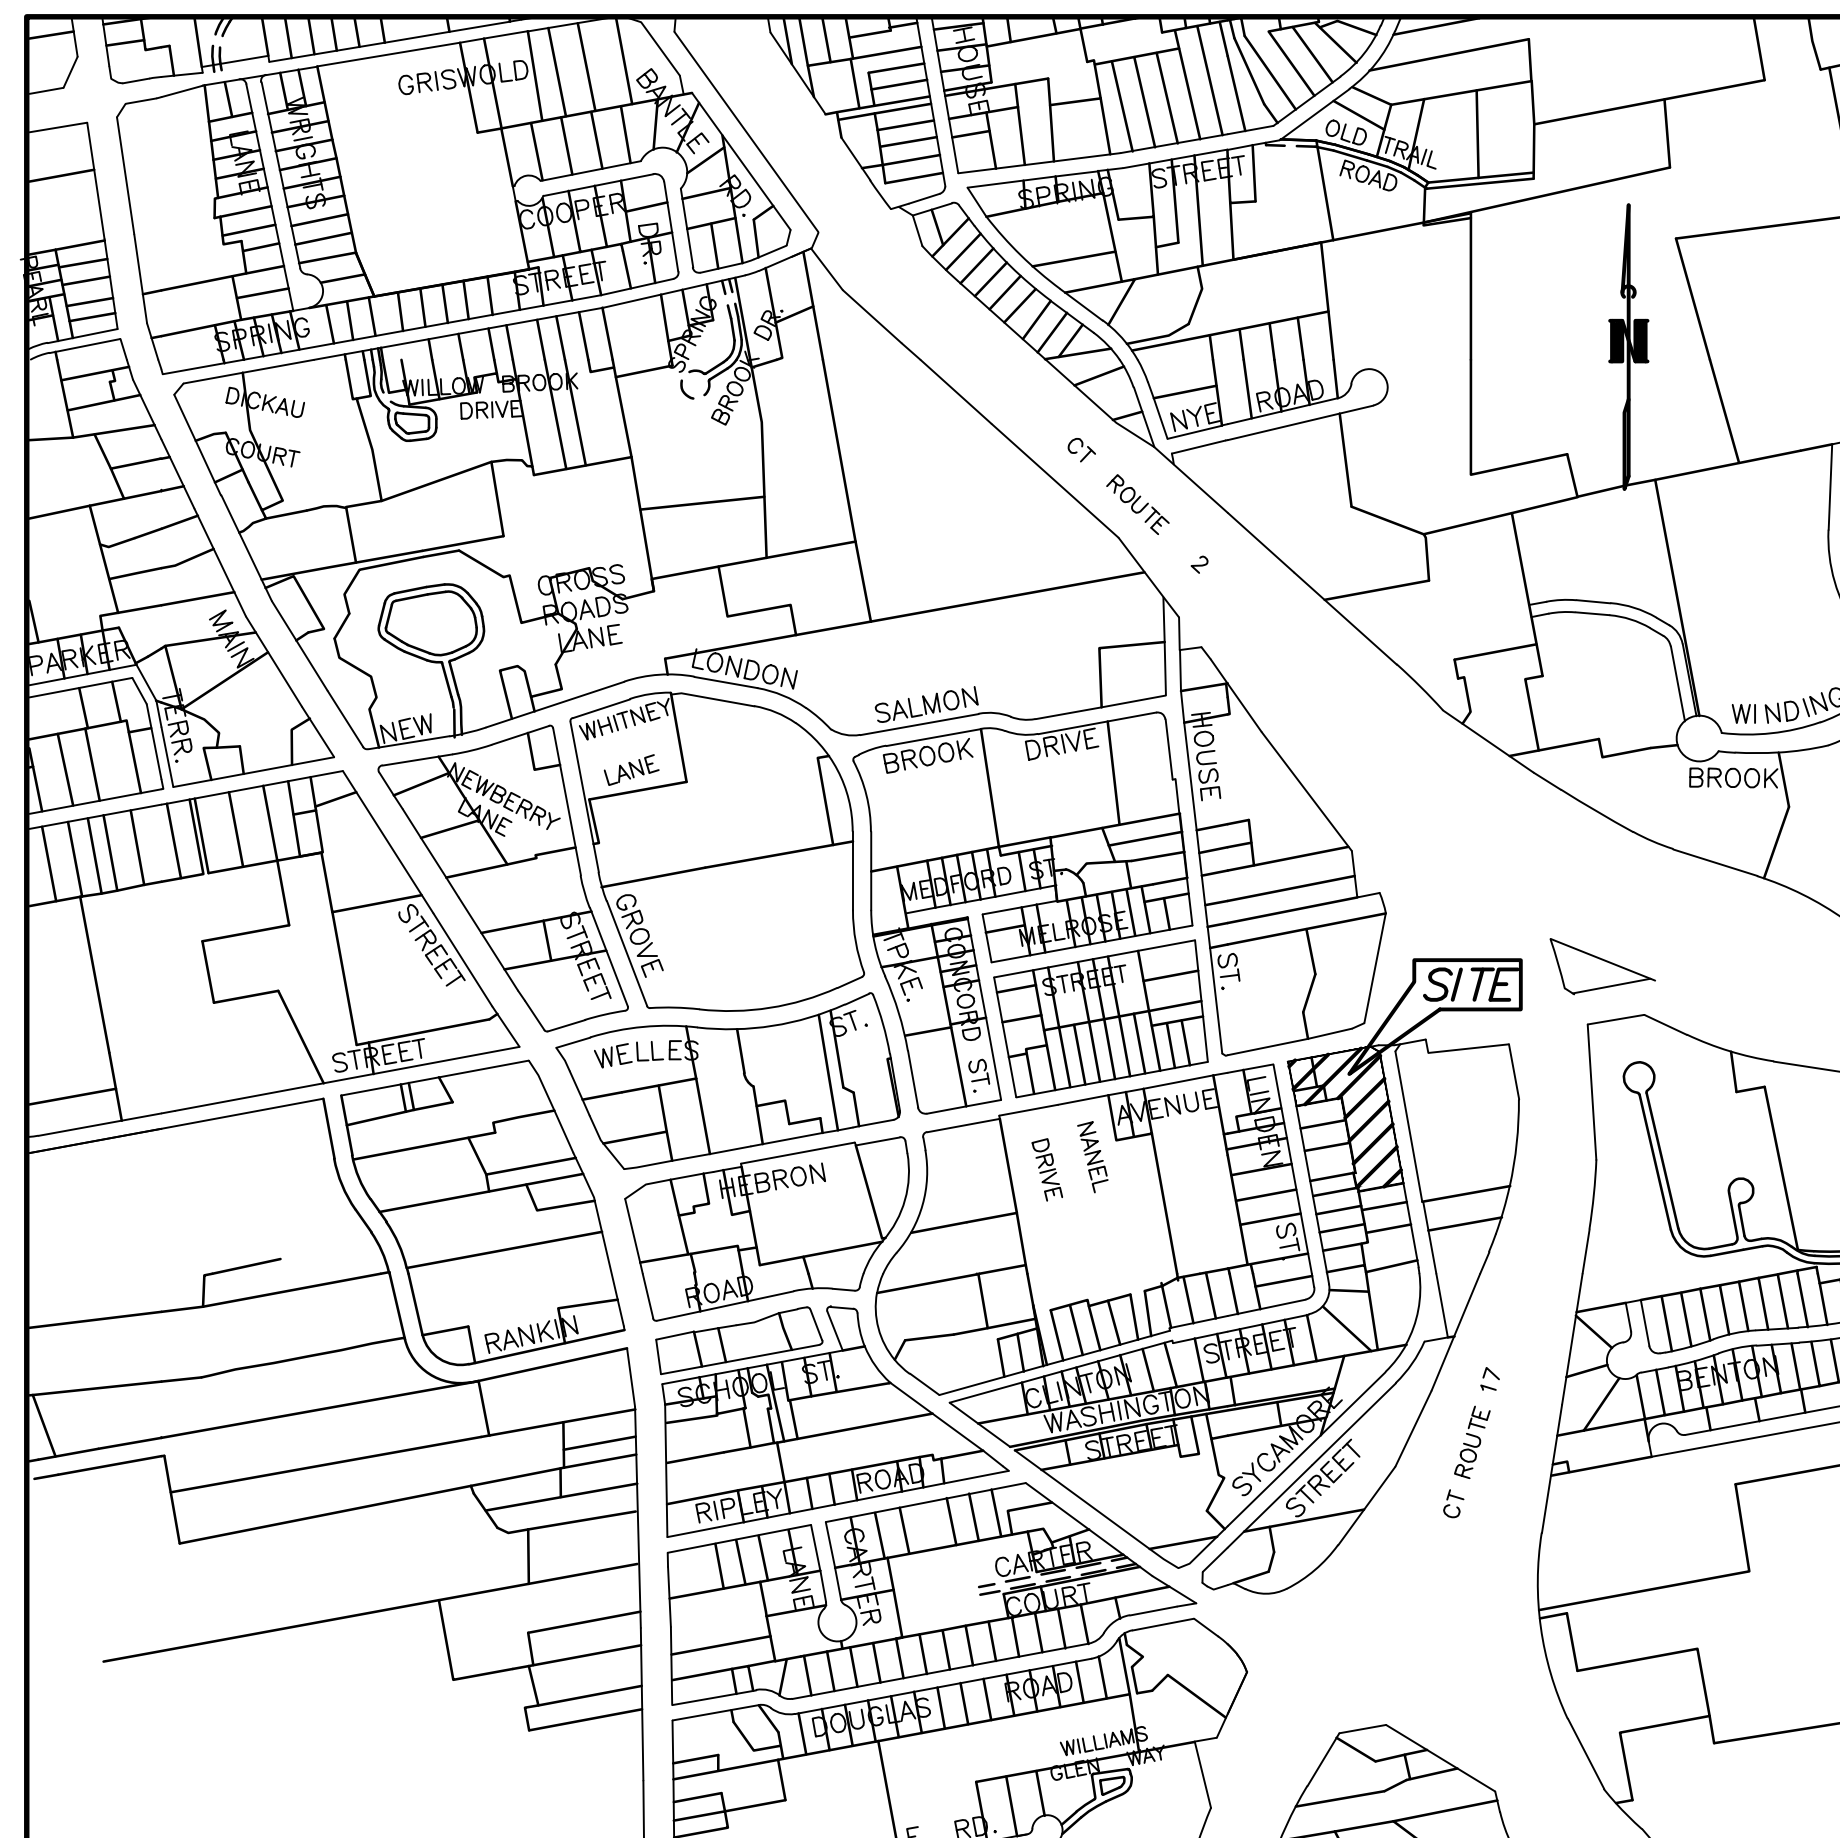 HOUSE
GRISWOLD
BANTLE
RD.
WRIGHTS
LANE
OLD TRAIL
ROAD
SPRING STREET
COOPER
DR.
STREET
SPRING
PEARL
SPRING
BROOK DR.
C
N
WILLOW BROOK
DRIVE
DICKAU
COURT
NYE ROAD
CT ROUTE 2
CROSS
ROADS
LANE
MAIN
PARKER
TERR.
NEW
LONDON
WHITNEY
LANE
SALMON
BROOK DRIVE
HOUSE
WINDING
BROOK
NEWBERRY
LANE
MEDFORD ST.
MELROSE
STREET
GROVE
STREET
STREET
TPKE.
CONCORD ST.
ST.
SITE
STREET
WELLES
ST.
AVENUE
LINDEN
ST.
NANEL
DRIVE
HEBRON
ROAD
RANKIN
SCHOOL ST.
CLINTON
STREET
WASHINGTON
STREET
SYCAMORE
STREET
CT ROUTE 17
BENTON
RIPLEY ROAD
CARTER
LANE
CARTER
COURT
DOUGLAS ROAD
WILLIAMS
GLEN WAY
E RD.